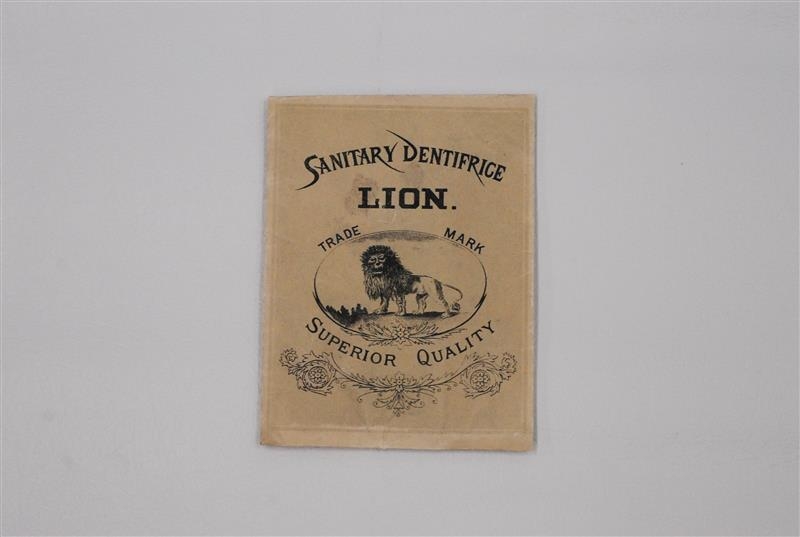 SANITARY DENTIFRICE
LION.
TRADE MARK
SUPERIOR QUALITY